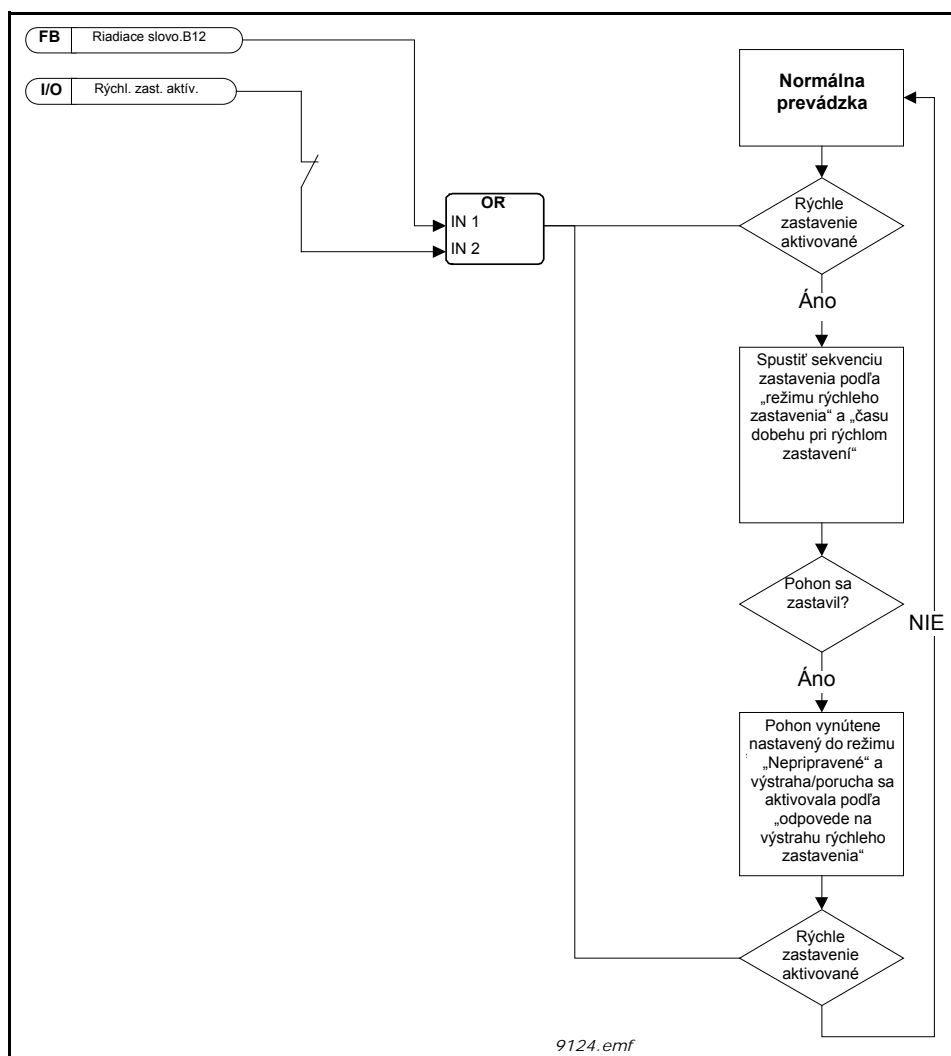 FB Riadiace slovo.B12
I/O Rýchl. zast. aktív.
OR
IN 1
IN 2
Normálna
prevádzka
Rýchle
zastavenie
aktivované
Áno
Spustiť sekvenciu
zastavenia podľa
„režimu rýchleho
zastavenia“ a „času
dobehu pri rýchlom
zastavení“
Pohon sa
zastavil?
NIE
Áno
Pohon vynútene
nastavený do režimu
„Nepripravené“ a
výstraha/porucha sa
aktivovala podľa
„odpovede na
výstrahu rýchleho
zastavenia“
Rýchle
zastavenie
aktivované
9124.emf